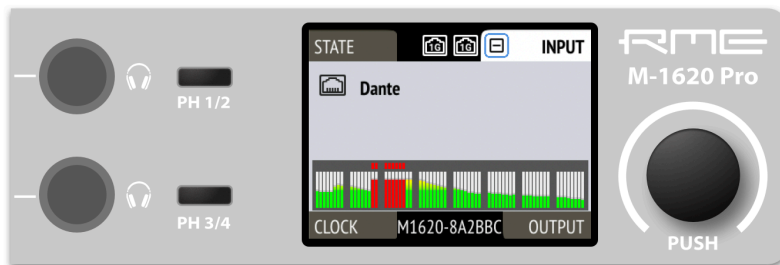 STATE
1G
1G
INPUT
RME
M-1620 Pro
Dante
PH 1/2
PH 3/4
CLOCK
M1620-8A2BBC
OUTPUT
PUSH